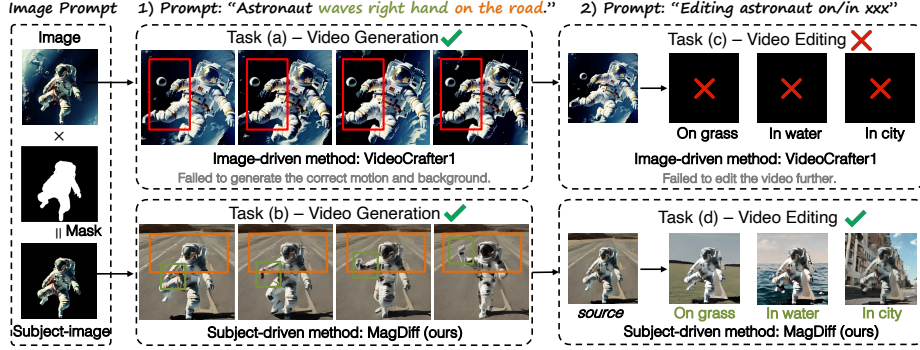 Image Prompt
1) Prompt: “Astronaut waves right hand on the road.”
2) Prompt: “Editing astronaut on/in xxx”
Image
×
Mask
Subject-image
Task (a) – Video Generation
Image-driven method: VideoCrafter1
Failed to generate the correct motion and background.
Task (c) – Video Editing
On grass
In water
In city
Image-driven method: VideoCrafter1
Failed to edit the video further.
Task (b) – Video Generation
Subject-driven method: MagDiff (ours)
Task (d) – Video Editing
source
On grass
In water
In city
Subject-driven method: MagDiff (ours)